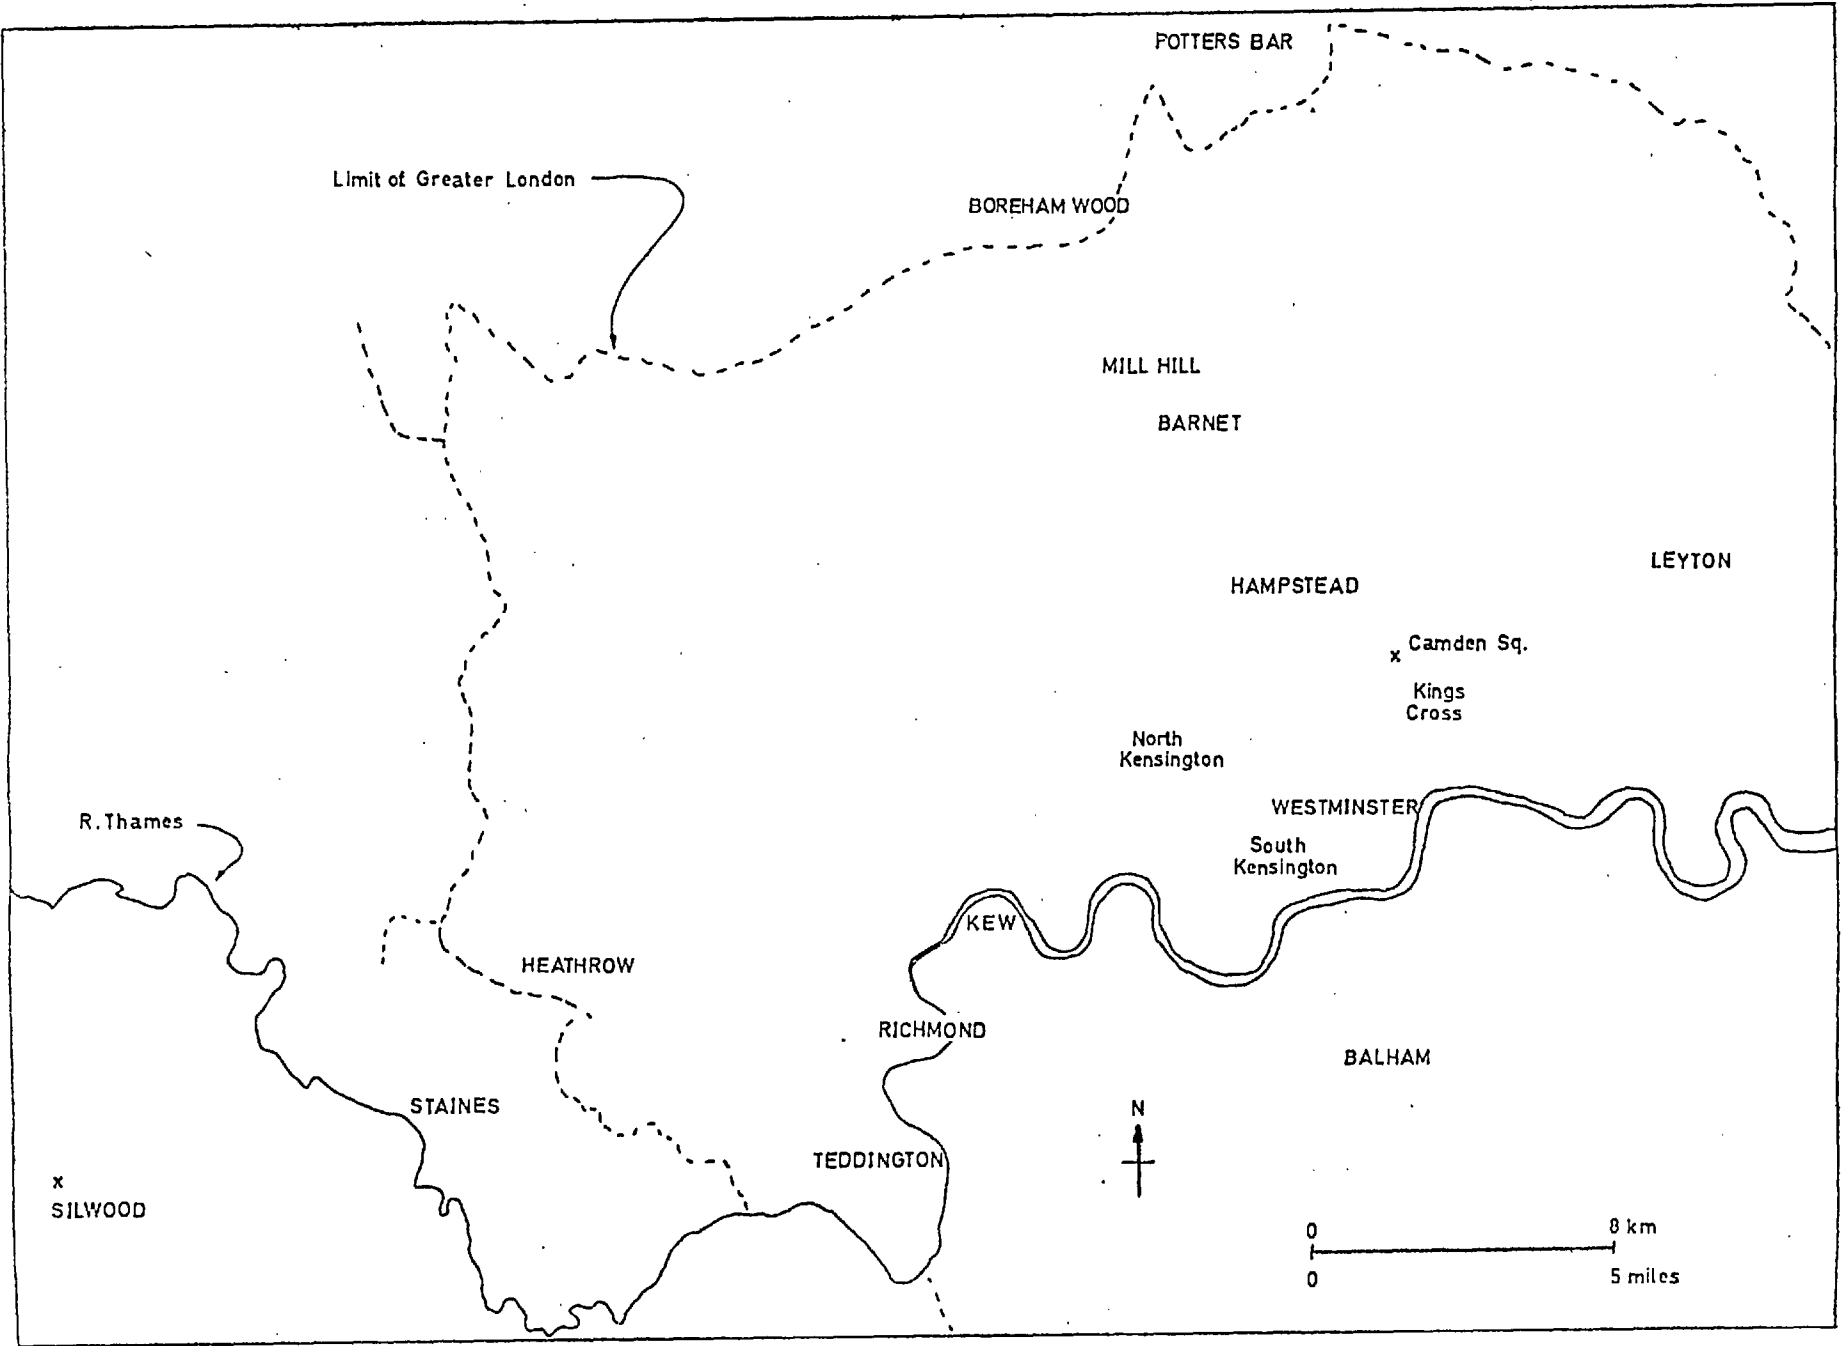 POTTERS BAR
Limit of Greater London
BOREHAM WOOD
MILL HILL
BARNET
LEYTON
HAMPSTEAD
x Camden Sq.
Kings
Cross
North
Kensington
WESTMINSTER
R. Thames
South
Kensington
KEW
HEATHROW
RICHMOND
BALHAM
STAINES
N
TEDDINGTON
x
SILWOOD
0 8 km
0 5 miles